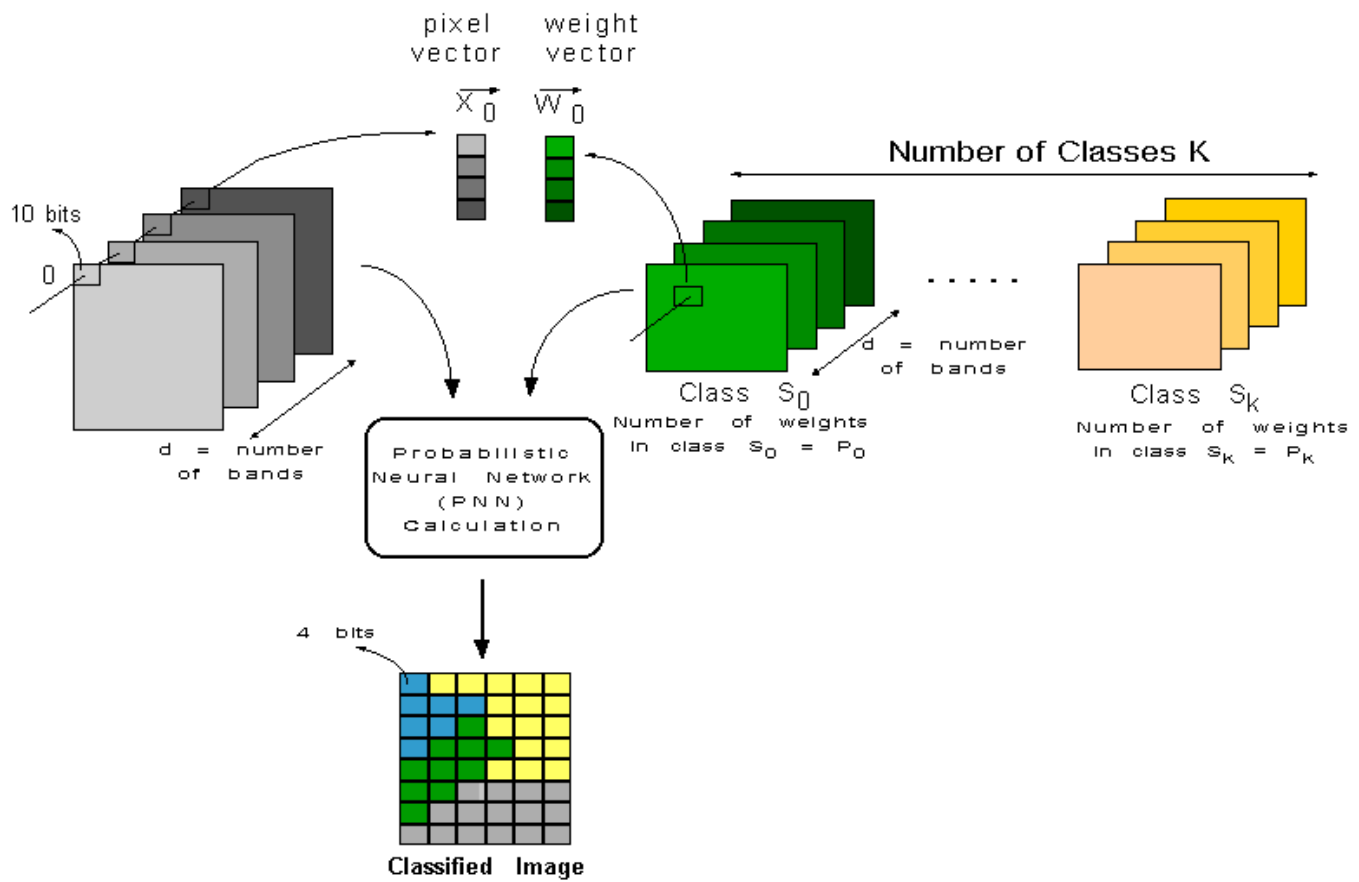 pixel vector
weight vector
X0
W0
Number of Classes K
10 bits
0
d = number
of bands
d = number
of bands
Class S0
Number of weights
in class S0 = P0
. . . . .
Class Sk
Number of weights
in class Sk = Pk
Probabilistic
Neural Network
(PNN)
Calculation
4 bits
Classified Image